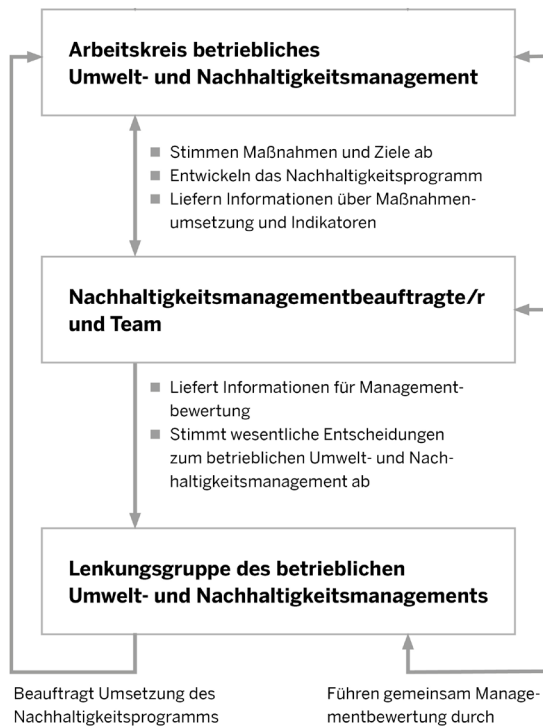 Arbeitskreis betriebliches
Umwelt- und Nachhaltigkeitsmanagement
■ Stimmen Maßnahmen und Ziele ab
■ Entwickeln das Nachhaltigkeitsprogramm
■ Liefern Informationen über Maßnahmen-
umsetzung und Indikatoren
Nachhaltigkeitsmanagementbeauftragte/r
und Team
■ Liefert Informationen für Management-
bewertung
■ Stimmt wesentliche Entscheidungen
zum betrieblichen Umwelt- und Nach-
haltigkeitsmanagement ab
Lenkungsgruppe des betrieblichen
Umwelt- und Nachhaltigkeitsmanagements
Beauftragt Umsetzung des
Nachhaltigkeitsprogramms
Führen gemeinsam Manage-
mentbewertung durch